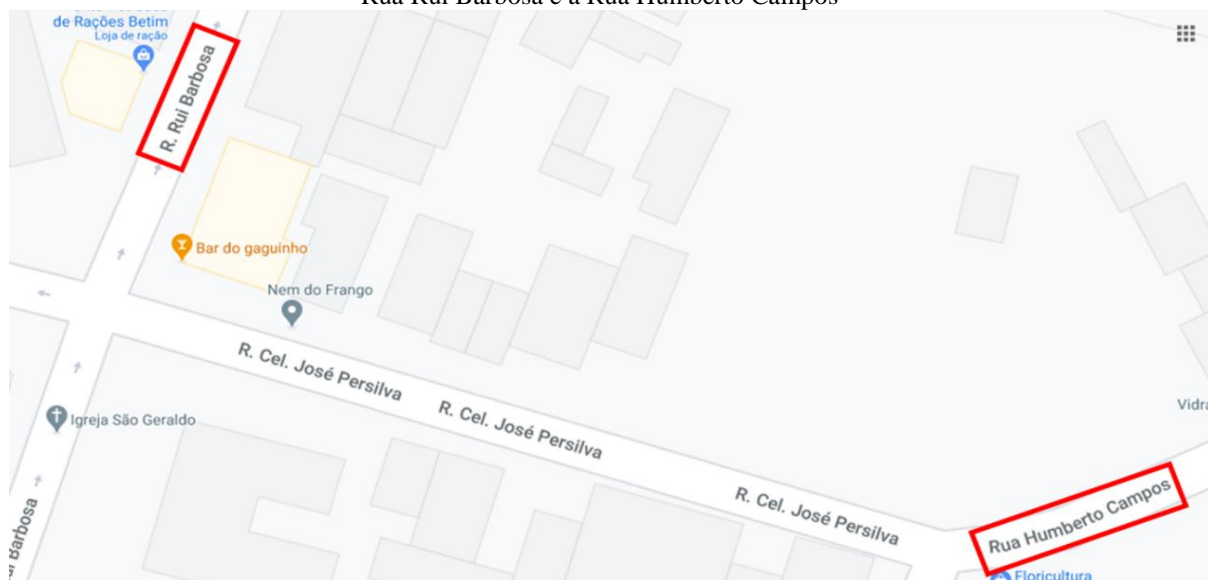 Rua Rui Barbosa e a Rua Humberto Campos
de Rações Betim
Loja de ração
R. Rui Barbosa
Bar do gaguinho
Nem do Frango
R. Cel. José Persilva
R. Cel. José Persilva
Igreja São Geraldo
Vidra
R. Cel. José Persilva
Rua Humberto Campos
Barbosa
Floricultura